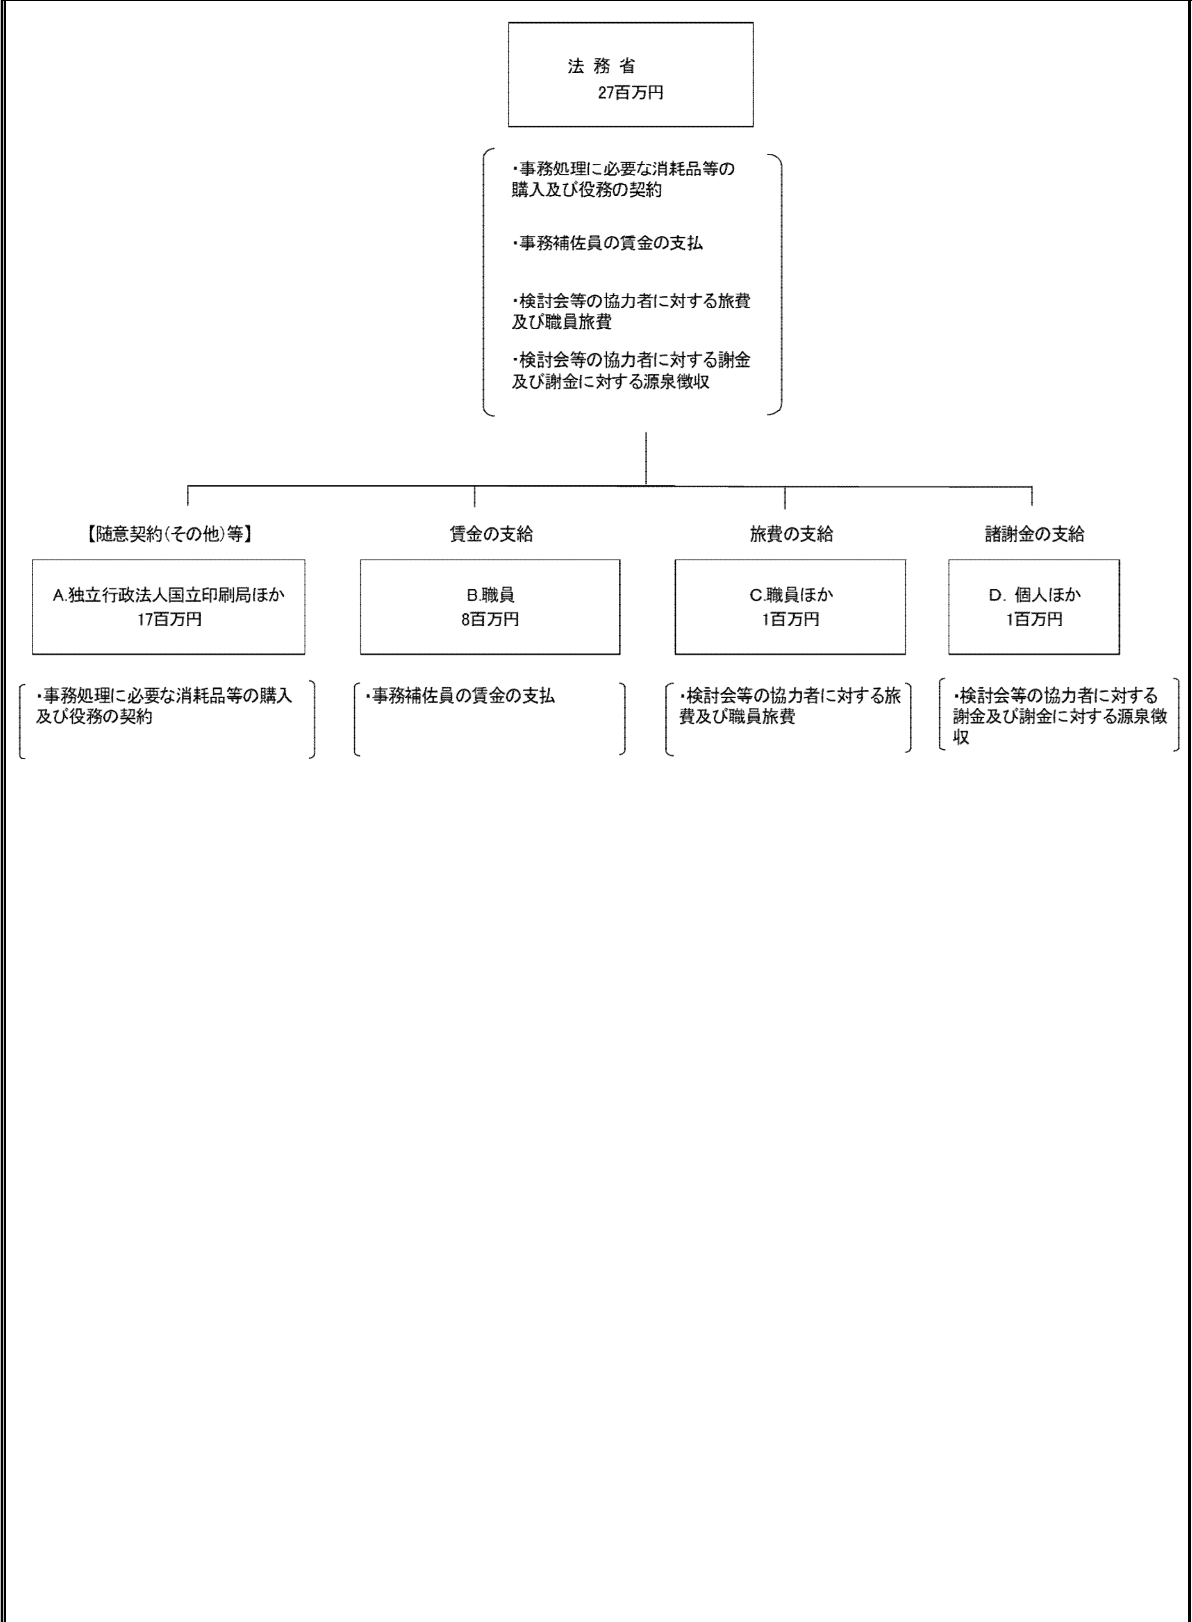 法 務 省
27百万円
・事務処理に必要な消耗品等の
購入及び役務の契約
・事務補佐員の賃金の支払
・検討会等の協力者に対する旅費
及び職員旅費
・検討会等の協力者に対する謝金
及び謝金に対する源泉徴収
【随意契約(その他)等】
A.独立行政法人国立印刷局ほか
17百万円
・事務処理に必要な消耗品等の購入
及び役務の契約
賃金の支給
B.職員
8百万円
・事務補佐員の賃金の支払
旅費の支給
C.職員ほか
1百万円
・検討会等の協力者に対する旅
費及び職員旅費
諸謝金の支給
D. 個人ほか
1百万円
・検討会等の協力者に対する
謝金及び謝金に対する源泉徴
収